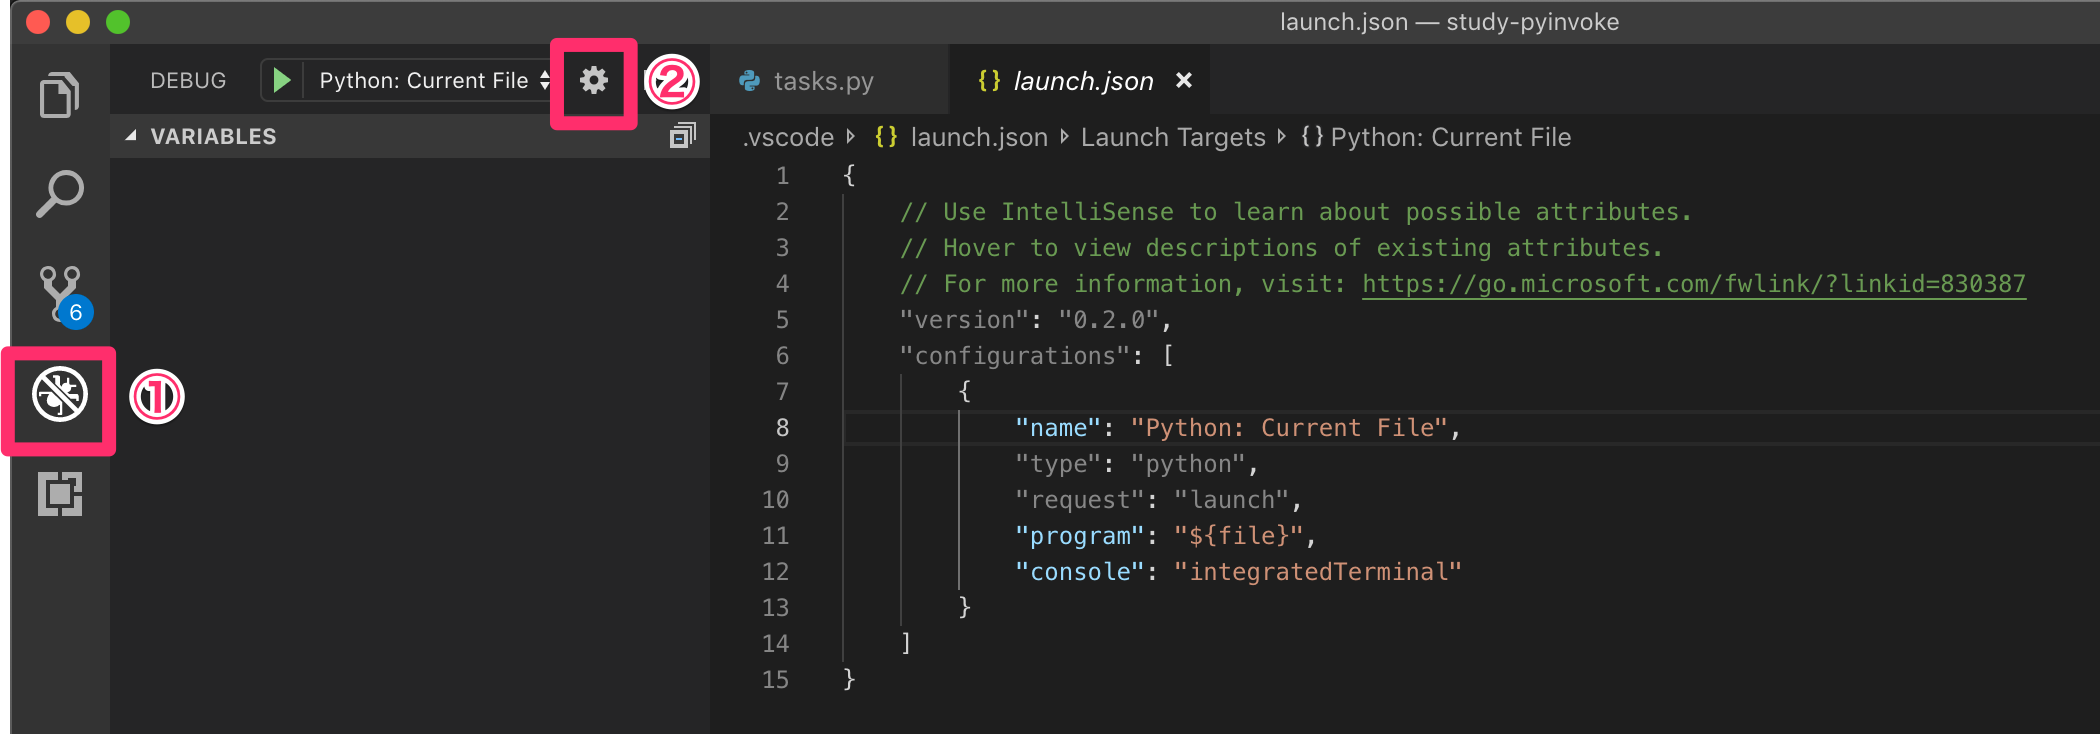 launch.json — study-pyinvoke
DEBUG
Python: Current File
②
tasks.py
{} launch.json ×
VARIABLES
.vscode {} launch.json Launch Targets {} Python: Current File
6
①
1 {
2 // Use IntelliSense to learn about possible attributes.
3 // Hover to view descriptions of existing attributes.
4 // For more information, visit: https://go.microsoft.com/fwlink/?linkid=830387
5 "version": "0.2.0",
6 "configurations": [
7 {
8 "name": "Python: Current File",
9 "type": "python",
10 "request": "launch",
11 "program": "${file}",
12 "console": "integratedTerminal"
13 }
14 ]
15 }